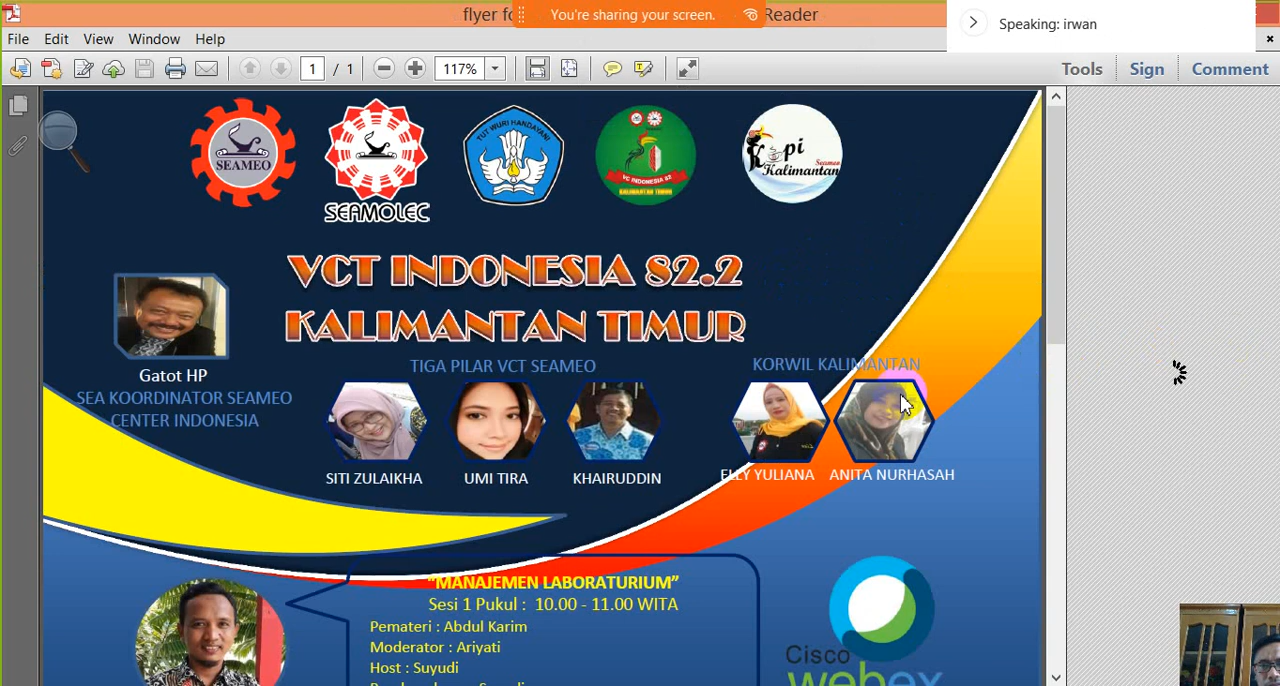 flyer fo
You're sharing your screen.
Reader
Speaking: irwan
File Edit View Window Help
1 / 1
117%
Tools Sign Comment
SEAMEO
SEAMOLEC
TUT WURI HANDAYANI
VC INDONESIA 82
KALIMANTAN TIMUR
Kopi
Seameo
Kalimantan
VCT INDONESIA 82.2
KALIMANTAN TIMUR
Gatot HP
SEA KOORDINATOR SEAMEO
CENTER INDONESIA
TIGA PILAR VCT SEAMEO
KORWIL KALIMANTAN
SITI ZULAIKHA
UMI TIRA
KHAIRUDDIN
ELLY YULIANA
ANITA NURHASAH
"MANAJEMEN LABORATURIUM"
Sesi 1 Pukul : 10.00 - 11.00 WITA
Pemateri : Abdul Karim
Moderator : Ariyati
Host : Suyudi
Cisco
webex